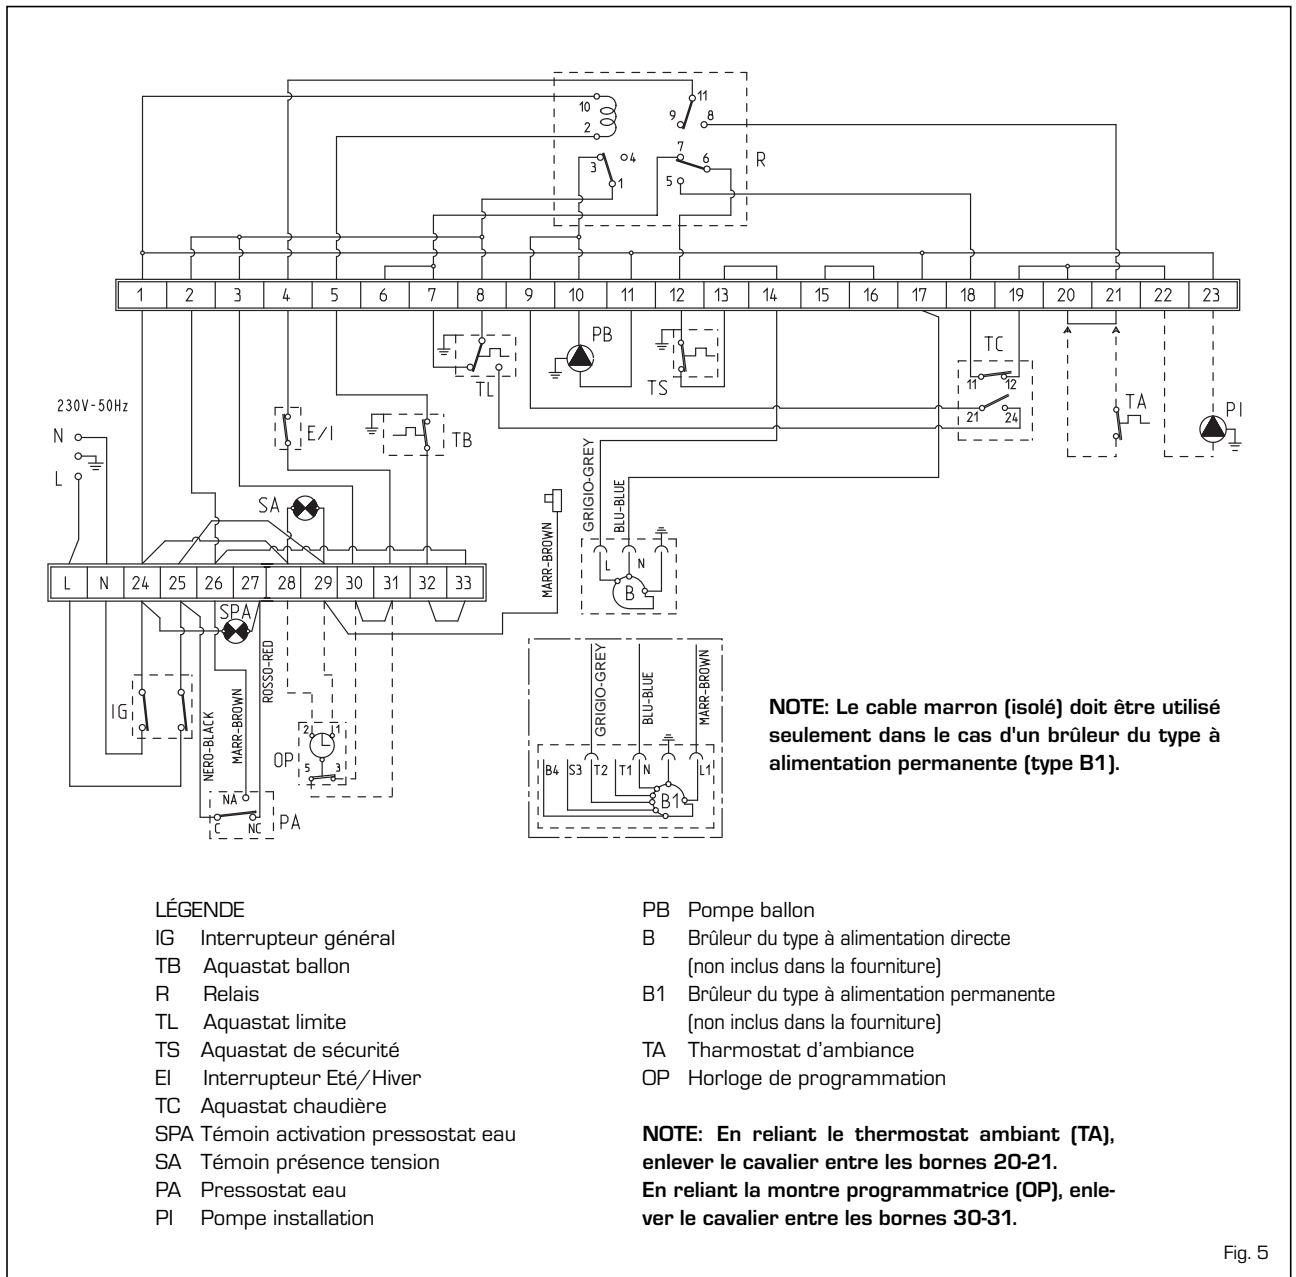 10
2
3
4
1
11
9
8
7
6
5
R
1 2 3 4 5 6 7 8 9 10 11 12 13 14 15 16 17 18 19 20 21 22 23
PB
TL
TS
TC
11 12
21 24
TA
PI
230V-50Hz
N
L
E/I
TB
SA
GRIGIO-GREY
BLU-BLUE
MARR-BROWN
L N
B
L N 24 25 26 27 28 29 30 31 32 33
SPA
ROSSO-RED
MARR-BROWN
NERO-BLACK
IG
OP
2 1
5 3
NA
C NC
PA
GRIGIO-GREY
BLU-BLUE
MARR-BROWN
B4 S3 T2 T1 N L1
B1
NOTE: Le cable marron (isolé) doit être utilisé
seulement dans le cas d'un brûleur du type à
alimentation permanente (type B1).
LÉGENDE
IG Interrupteur général
TB Aquastat ballon
R Relais
TL Aquastat limite
TS Aquastat de sécurité
EI Interrupteur Eté/Hiver
TC Aquastat chaudière
SPA Témoin activation pressostat eau
SA Témoin présence tension
PA Pressostat eau
PI Pompe installation
PB Pompe ballon
B Brûleur du type à alimentation directe
(non inclus dans la fourniture)
B1 Brûleur du type à alimentation permanente
(non inclus dans la fourniture)
TA Tharmostat d'ambiance
OP Horloge de programmation
NOTE: En reliant le thermostat ambiant (TA),
enlever le cavalier entre les bornes 20-21.
En reliant la montre programmatrice (OP), enle-
ver le cavalier entre les bornes 30-31.
Fig. 5